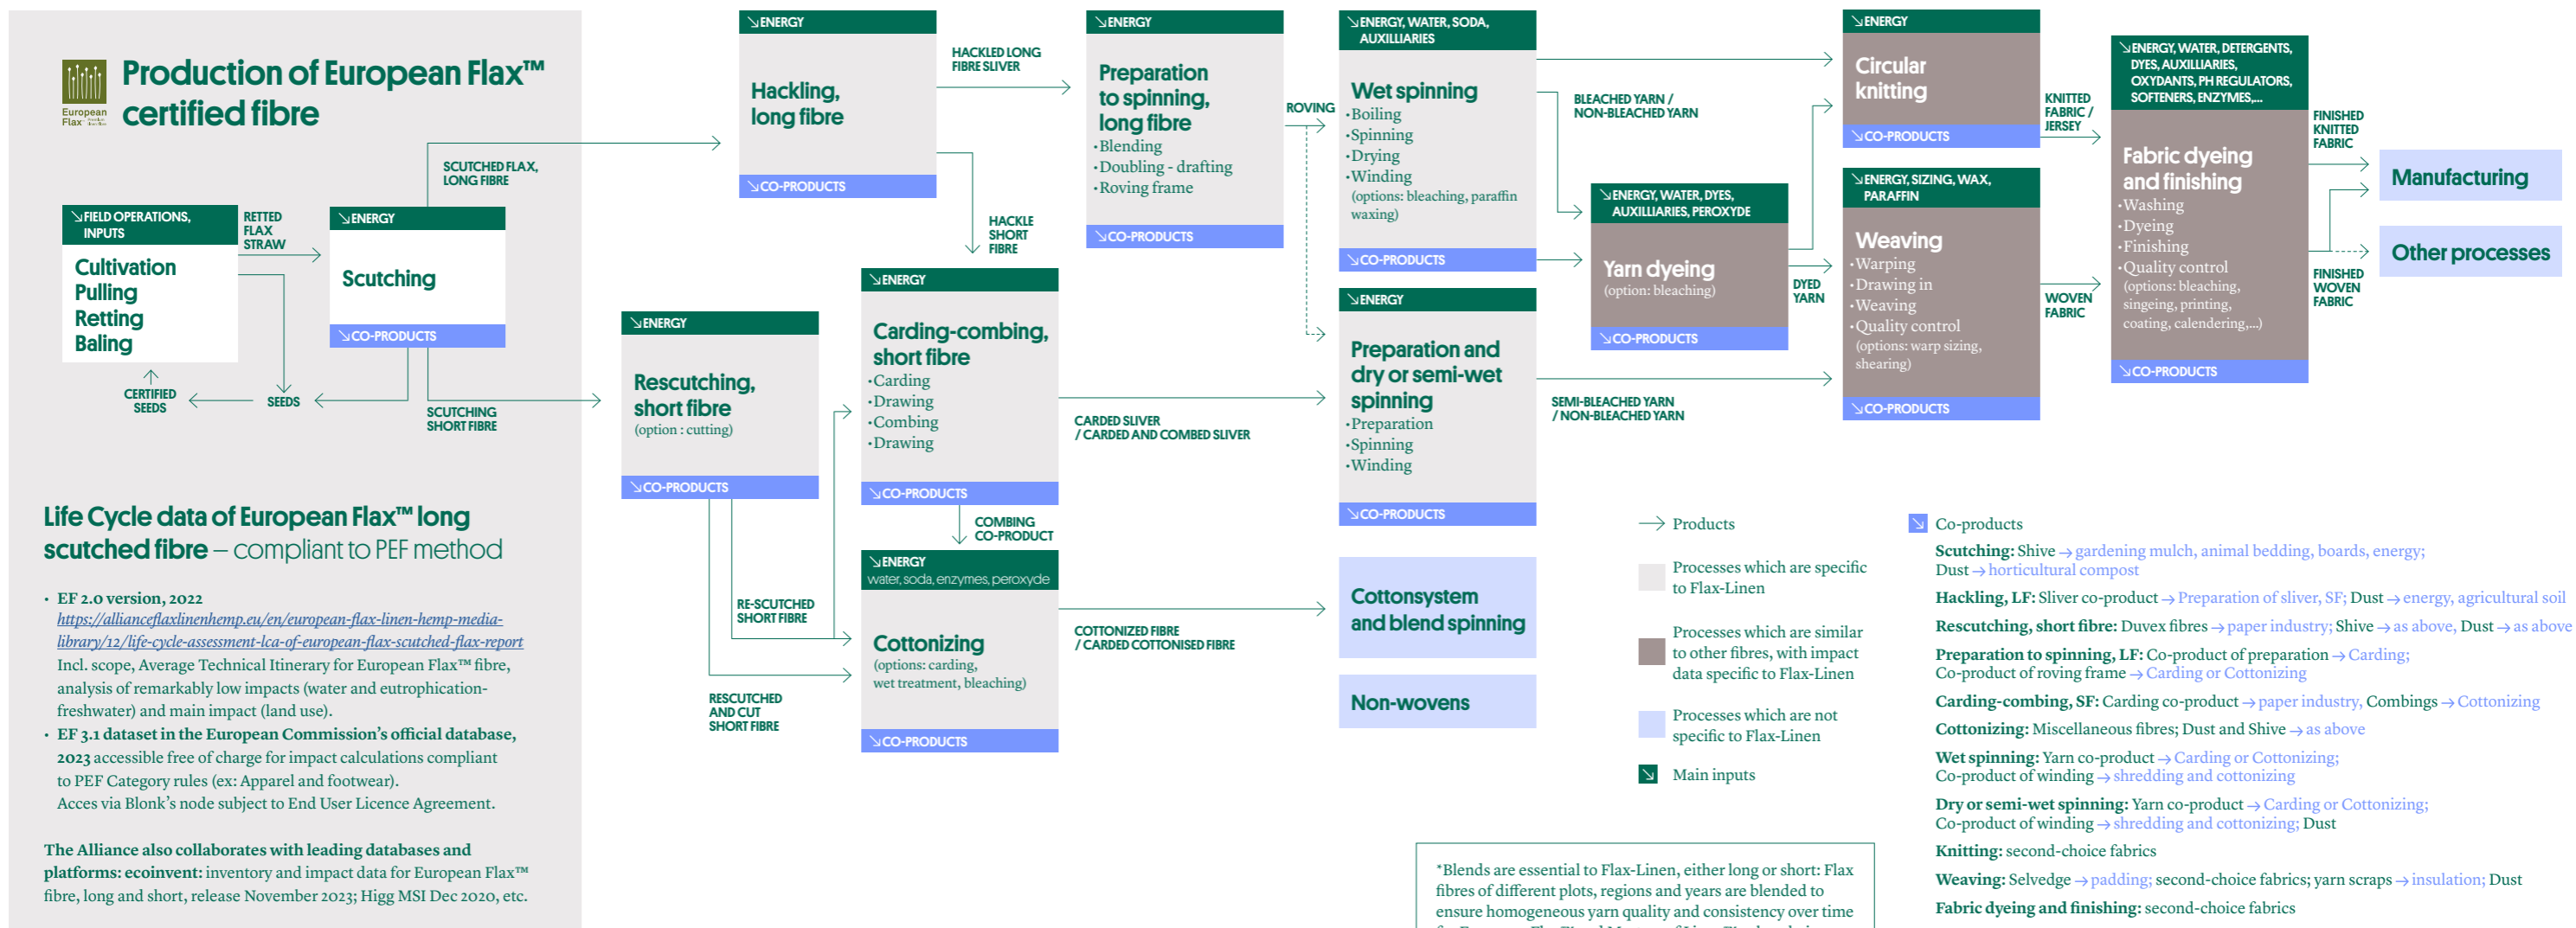 Production of European Flax™
certified fibre
European
Flax™
↘FIELD OPERATIONS,
INPUTS
Cultivation
Pulling
Retting
Baling
RETTED
FLAX
STRAW
CERTIFIED
SEEDS
SEEDS
↘ENERGY
Scutching
↘CO-PRODUCTS
SCUTCHED FLAX,
LONG FIBRE
SCUTCHING
SHORT FIBRE
Life Cycle data of European Flax™ long
scutched fibre – compliant to PEF method
• EF 2.0 version, 2022
https://allianceflaxlinenhemp.eu/en/european-flax-linen-hemp-media-
library/12/life-cycle-assessment-lca-of-european-flax-scutched-flax-report
Incl. scope, Average Technical Itinerary for European Flax™ fibre,
analysis of remarkably low impacts (water and eutrophication-
freshwater) and main impact (land use).
• EF 3.1 dataset in the European Commission's official database,
2023 accessible free of charge for impact calculations compliant
to PEF Category rules (ex: Apparel and footwear).
Acces via Blonk's node subject to End User Licence Agreement.
The Alliance also collaborates with leading databases and
platforms: ecoinvent: inventory and impact data for European Flax™
fibre, long and short, release November 2023; Higg MSI Dec 2020, etc.
↘ENERGY
Hackling,
long fibre
↘CO-PRODUCTS
HACKLED LONG
FIBRE SLIVER
HACKLE
SHORT
FIBRE
↘ENERGY
Rescutching,
short fibre
(option : cutting)
↘CO-PRODUCTS
RE-SCUTCHED
SHORT FIBRE
RESCUTCHED
AND CUT
SHORT FIBRE
↘ENERGY
Carding-combing,
short fibre
•Carding
•Drawing
•Combing
•Drawing
↘CO-PRODUCTS
COMBING
CO-PRODUCT
CARDED SLIVER
/ CARDED AND COMBED SLIVER
↘ENERGY
water, soda, enzymes, peroxyde
Cottonizing
(options: carding,
wet treatment, bleaching)
↘CO-PRODUCTS
COTTONIZED FIBRE
/ CARDED COTTONISED FIBRE
↘ENERGY
Preparation
to spinning,
long fibre
•Blending
•Doubling - drafting
•Roving frame
↘CO-PRODUCTS
ROVING
↘ENERGY, WATER, SODA,
AUXILLIARIES
Wet spinning
•Boiling
•Spinning
•Drying
•Winding
(options: bleaching, paraffin
waxing)
↘CO-PRODUCTS
BLEACHED YARN /
NON-BLEACHED YARN
↘ENERGY
Preparation and
dry or semi-wet
spinning
•Preparation
•Spinning
•Winding
↘CO-PRODUCTS
SEMI-BLEACHED YARN
/ NON-BLEACHED YARN
Cottonsystem
and blend spinning
Non-wovens
↘ENERGY, WATER, DYES,
AUXILLIARIES, PEROXYDE
Yarn dyeing
(option: bleaching)
↘CO-PRODUCTS
DYED
YARN
↘ENERGY
Circular
knitting
↘CO-PRODUCTS
KNITTED
FABRIC /
JERSEY
↘ENERGY, SIZING, WAX,
PARAFFIN
Weaving
•Warping
•Drawing in
•Weaving
•Quality control
(options: warp sizing,
shearing)
↘CO-PRODUCTS
WOVEN
FABRIC
↘ENERGY, WATER, DETERGENTS,
DYES, AUXILLIARIES,
OXYDANTS, PH REGULATORS,
SOFTENERS, ENZYMES,...
Fabric dyeing
and finishing
•Washing
•Dyeing
•Finishing
•Quality control
(options: bleaching,
singeing, printing,
coating, calendering,...)
↘CO-PRODUCTS
FINISHED
KNITTED
FABRIC
FINISHED
WOVEN
FABRIC
Manufacturing
Other processes
→ Products
Processes which are specific
to Flax-Linen
Processes which are similar
to other fibres, with impact
data specific to Flax-Linen
Processes which are not
specific to Flax-Linen
↘ Main inputs
*Blends are essential to Flax-Linen, either long or short: Flax
fibres of different plots, regions and years are blended to
ensure homogeneous yarn quality and consistency over time
↘ Co-products
Scutching: Shive → gardening mulch, animal bedding, boards, energy;
Dust → horticultural compost
Hackling, LF: Sliver co-product → Preparation of sliver, SF; Dust → energy, agricultural soil
Rescutching, short fibre: Duvex fibres → paper industry; Shive → as above, Dust → as above
Preparation to spinning, LF: Co-product of preparation → Carding;
Co-product of roving frame → Carding or Cottonizing
Carding-combing, SF: Carding co-product → paper industry, Combings → Cottonizing
Cottonizing: Miscellaneous fibres; Dust and Shive → as above
Wet spinning: Yarn co-product → Carding or Cottonizing;
Co-product of winding → shredding and cottonizing
Dry or semi-wet spinning: Yarn co-product → Carding or Cottonizing;
Co-product of winding → shredding and cottonizing; Dust
Knitting: second-choice fabrics
Weaving: Selvedge → padding; second-choice fabrics; yarn scraps → insulation; Dust
Fabric dyeing and finishing: second-choice fabrics